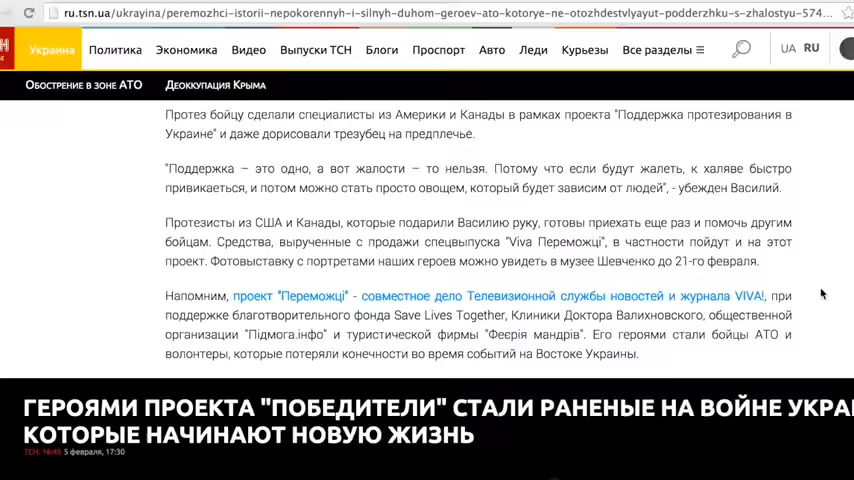 ru.tsn.ua/ukrayina/peremozhci-istorii-nepokorennyh-i-silnyh-duhom-geroev-ato-kotorye-ne-otozhdestvlyayut-podderzhku-s-zhalostyu-574...
Украина Политика Экономика Видео Выпуски ТСН Блоги Проспорт Авто Леди Курьезы Все разделы UA RU
Обострение в зоне АТО Деоккупация Крыма
Протез бойцу сделали специалисты из Америки и Канады в рамках проекта "Поддержка протезирования в
Украине" и даже дорисовали трезубец на предплечье.
"Поддержка – это одно, а вот жалости – то нельзя. Потому что если будут жалеть, к халяве быстро
привикаеться, и потом можно стать просто овощем, который будет зависим от людей", - убежден Василий.
Протезисты из США и Канады, которые подарили Василию руку, готовы приехать еще раз и помочь другим
бойцам. Средства, вырученные с продажи спецвыпуска "Viva Переможці", в частности пойдут и на этот
проект. Фотовыставку с портретами наших героев можно увидеть в музее Шевченко до 21-го февраля.
Напомним, проект "Переможці" - совместное дело Телевизионной службы новостей и журнала VIVA!, при
поддержке благотворительного фонда Save Lives Together, Клиники Доктора Валихновского, общественной
организации "Підмога.інфо" и туристической фирмы "Феєрія мандрів". Его героями стали бойцы АТО и
волонтеры, которые потеряли конечности во время событий на Востоке Украины.
ГЕРОЯМИ ПРОЕКТА "ПОБЕДИТЕЛИ" СТАЛИ РАНЕНЫЕ НА ВОЙНЕ УКРА
КОТОРЫЕ НАЧИНАЮТ НОВУЮ ЖИЗНЬ
ТСН. 19:45 5 февраля, 17:30